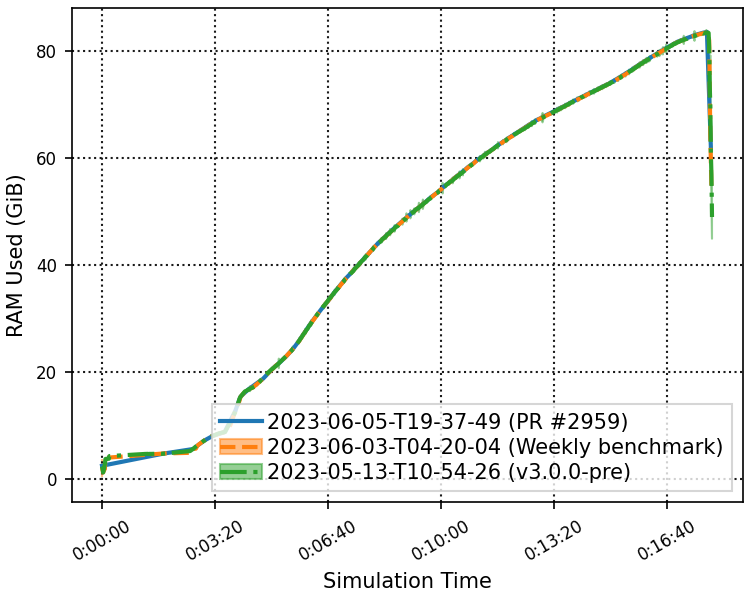 80
60
40
20
0
RAM Used (GiB)
2023-06-05-T19-37-49 (PR #2959)
2023-06-03-T04-20-04 (Weekly benchmark)
2023-05-13-T10-54-26 (v3.0.0-pre)
0:00:00
0:03:20
0:06:40
0:10:00
0:13:20
0:16:40
Simulation Time